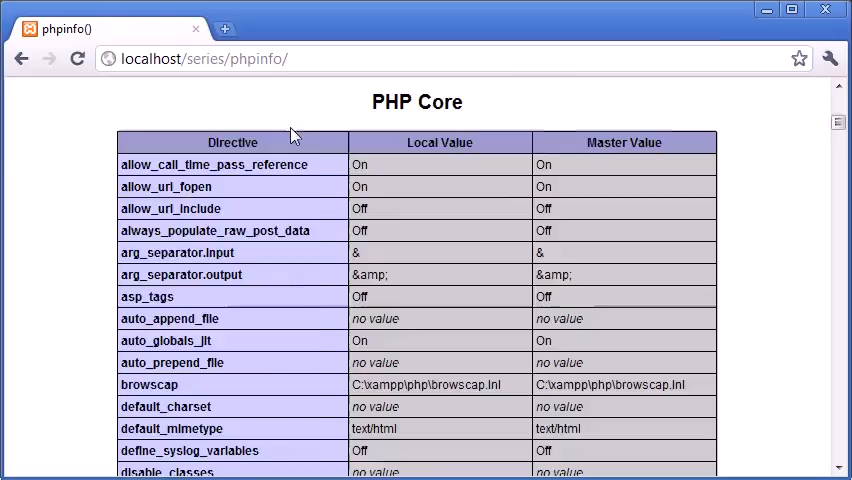 phpinfo()
localhost/series/phpinfo/
PHP Core
Directive Local Value Master Value
allow_call_time_pass_reference On On
allow_url_fopen On On
allow_url_include Off Off
always_populate_raw_post_data Off Off
arg_separator.input & &
arg_separator.output &amp; &amp;
asp_tags Off Off
auto_append_file no value no value
auto_globals_jit On On
auto_prepend_file no value no value
browscap C:\xampp\php\browscap.ini C:\xampp\php\browscap.ini
default_charset no value no value
default_mimetype text/html text/html
define_syslog_variables Off Off
disable_classes no value no value